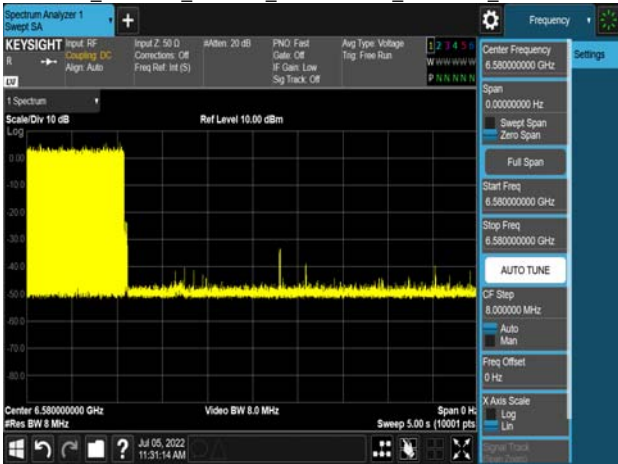 Spectrum Analyzer 1
Swept SA
+
Frequency
KEYSIGHT
Input: RF
Coupling: DC
Align: Auto
Input Z: 50 Ω
Corrections: Off
Freq Ref: Int (S)
#Atten: 20 dB
PNO: Fast
Gate: Off
IF Gain: Low
Sig Track: Off
Avg Type: Voltage
Trig: Free Run
1 2 3 4 5 6
W W W W W W
P N N N N N
R
LXI
1 Spectrum
Scale/Div 10 dB
Ref Level 10.00 dBm
Log
0.00
-10.0
-20.0
-30.0
-40.0
-50.0
-60.0
-70.0
-80.0
Center 6.580000000 GHz
#Res BW 8 MHz
Video BW 8.0 MHz
Span 0 Hz
Sweep 5.00 s (10001 pts
Center Frequency
6.580000000 GHz
Settings
Span
0.00000000 Hz
Swept Span
Zero Span
Full Span
Start Freq
6.580000000 GHz
Stop Freq
6.580000000 GHz
AUTO TUNE
CF Step
8.000000 MHz
Auto
Man
Freq Offset
0 Hz
X Axis Scale
Log
Lin
Signal Track
(Span Zoom)
?
Jul 05, 2022
11:31:14 AM